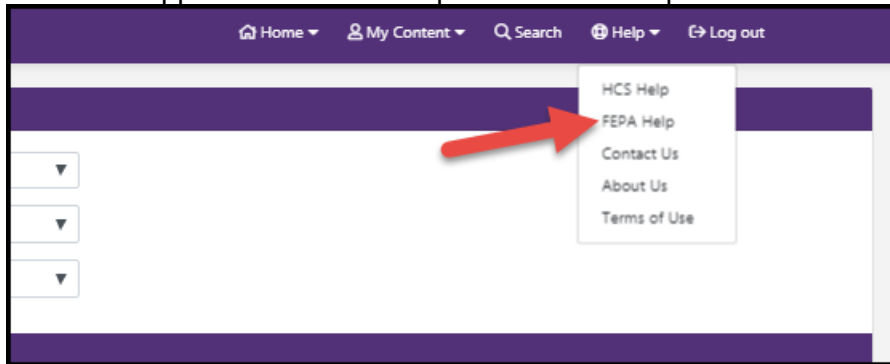 Home My Content Search Help Log out
HCS Help
FEPA Help
Contact Us
About Us
Terms of Use